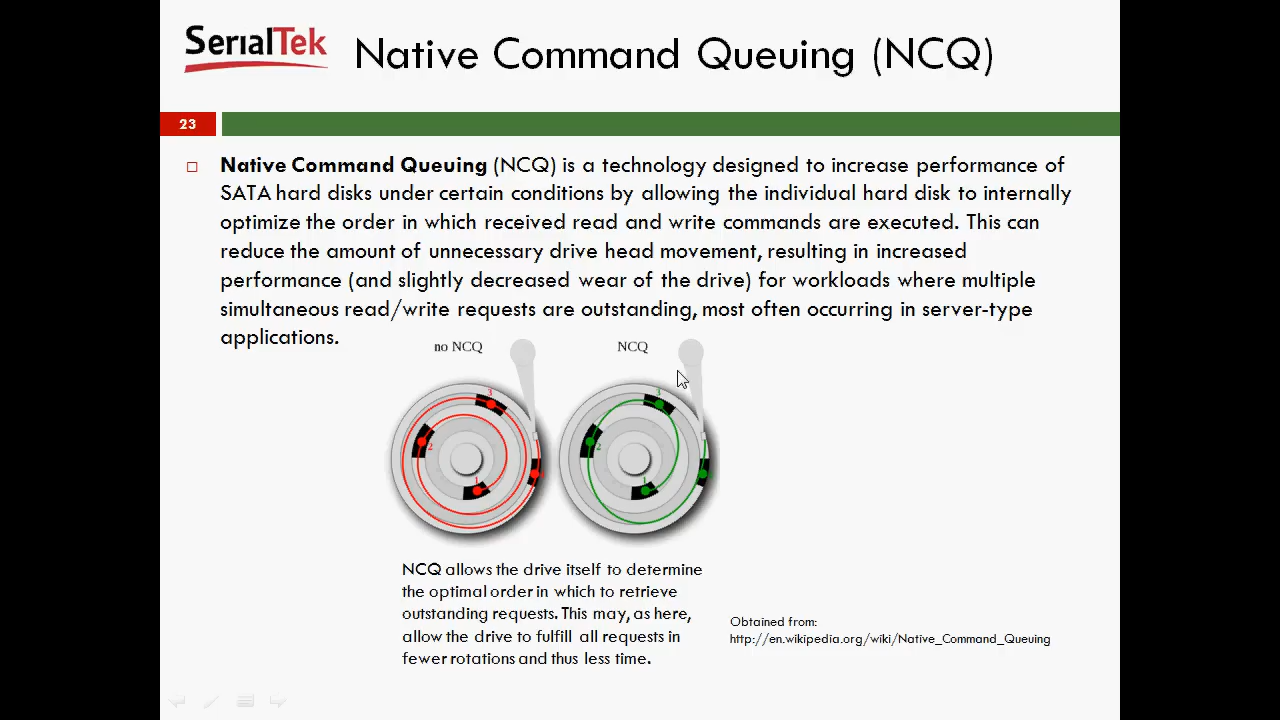 SerialTek
Native Command Queuing (NCQ)
23
Native Command Queuing (NCQ) is a technology designed to increase performance of
SATA hard disks under certain conditions by allowing the individual hard disk to internally
optimize the order in which received read and write commands are executed. This can
reduce the amount of unnecessary drive head movement, resulting in increased
performance (and slightly decreased wear of the drive) for workloads where multiple
simultaneous read/write requests are outstanding, most often occurring in server-type
applications.
no NCQ
NCQ
3
2
1
3
2
1
NCQ allows the drive itself to determine
the optimal order in which to retrieve
outstanding requests. This may, as here,
allow the drive to fulfill all requests in
fewer rotations and thus less time.
Obtained from:
http://en.wikipedia.org/wiki/Native_Command_Queuing